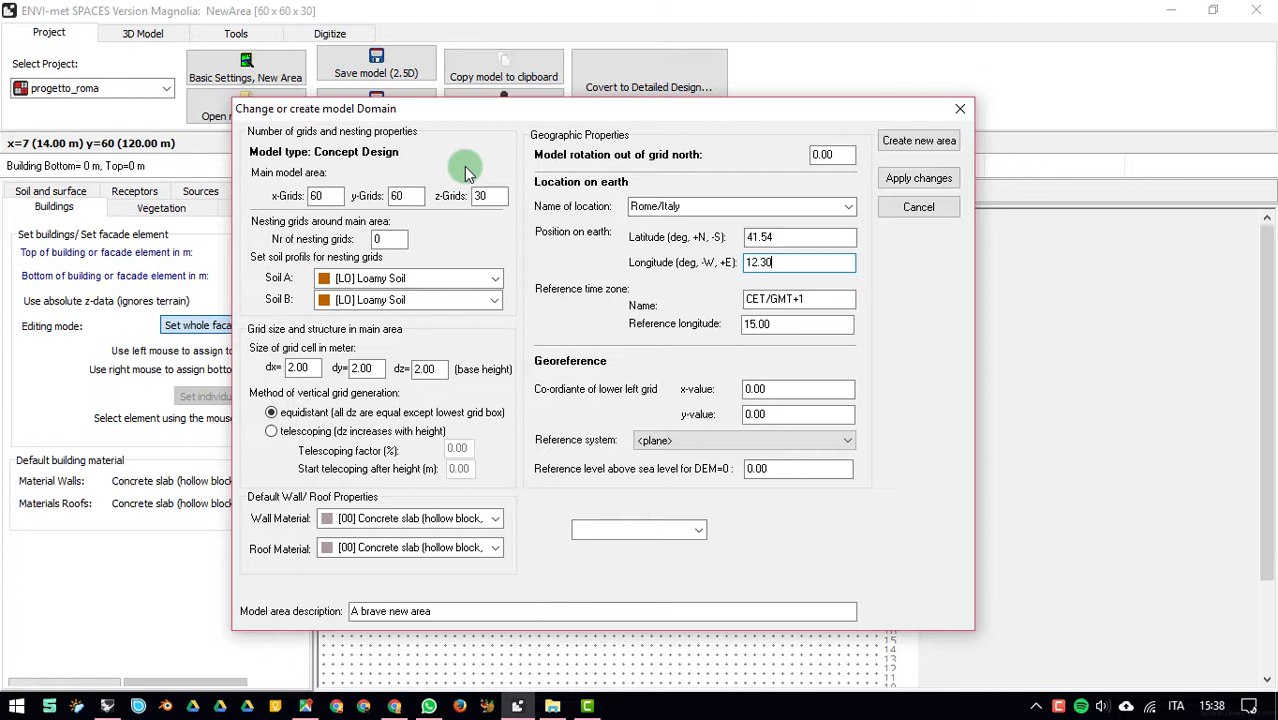 ENVI-met SPACES Version Magnolia: NewArea [60 x 60 x 30]
Project 3D Model Tools Digitize
Select Project:
progetto_roma
Basic Settings, New Area
Save model (2.5D)
Copy model to clipboard
Covert to Detailed Design...
x=7 (14.00 m) y=60 (120.00 m)
Building Bottom= 0 m, Top=0 m
Soil and surface Receptors Sources
Buildings Vegetation
Set buildings/ Set facade element
Top of building or facade element in m:
Bottom of building or facade element in m:
Use absolute z-data (ignores terrain)
Editing mode: Set whole faca
Use left mouse to assign to
Use right mouse to assign bottor
Set individu
Select element using the mouse
Default building material
Material Walls: Concrete slab (hollow block
Materials Roofs: Concrete slab (hollow block
Change or create model Domain
Number of grids and nesting properties
Model type: Concept Design
Main model area:
x-Grids: 60 y-Grids: 60 z-Grids: 30
Nesting grids around main area:
Nr of nesting grids: 0
Set soil profils for nesting grids
Soil A: [LO] Loamy Soil
Soil B: [LO] Loamy Soil
Grid size and structure in main area
Size of grid cell in meter:
dx= 2.00 dy= 2.00 dz= 2.00 (base height)
Method of vertical grid generation:
equidistant (all dz are equal except lowest grid box)
telescoping (dz increases with height)
Telescoping factor (%): 0.00
Start telecoping after height (m): 0.00
Default Wall/ Roof Properties
Wall Material: [00] Concrete slab (hollow block,
Roof Material: [00] Concrete slab (hollow block,
Geographic Properties
Model rotation out of grid north: 0.00
Location on earth
Name of location: Rome/Italy
Position on earth: Latitude (deg, +N, -S): 41.54
Longitude (deg, -W, +E): 12.30
Reference time zone:
Name: CET/GMT+1
Reference longitude: 15.00
Georeference
Co-ordiante of lower left grid x-value: 0.00
y-value: 0.00
Reference system: <plane>
Reference level above sea level for DEM=0 : 0.00
Create new area
Apply changes
Cancel
Model area description: A brave new area
15
14
13
12
11
10
ITA 15:38